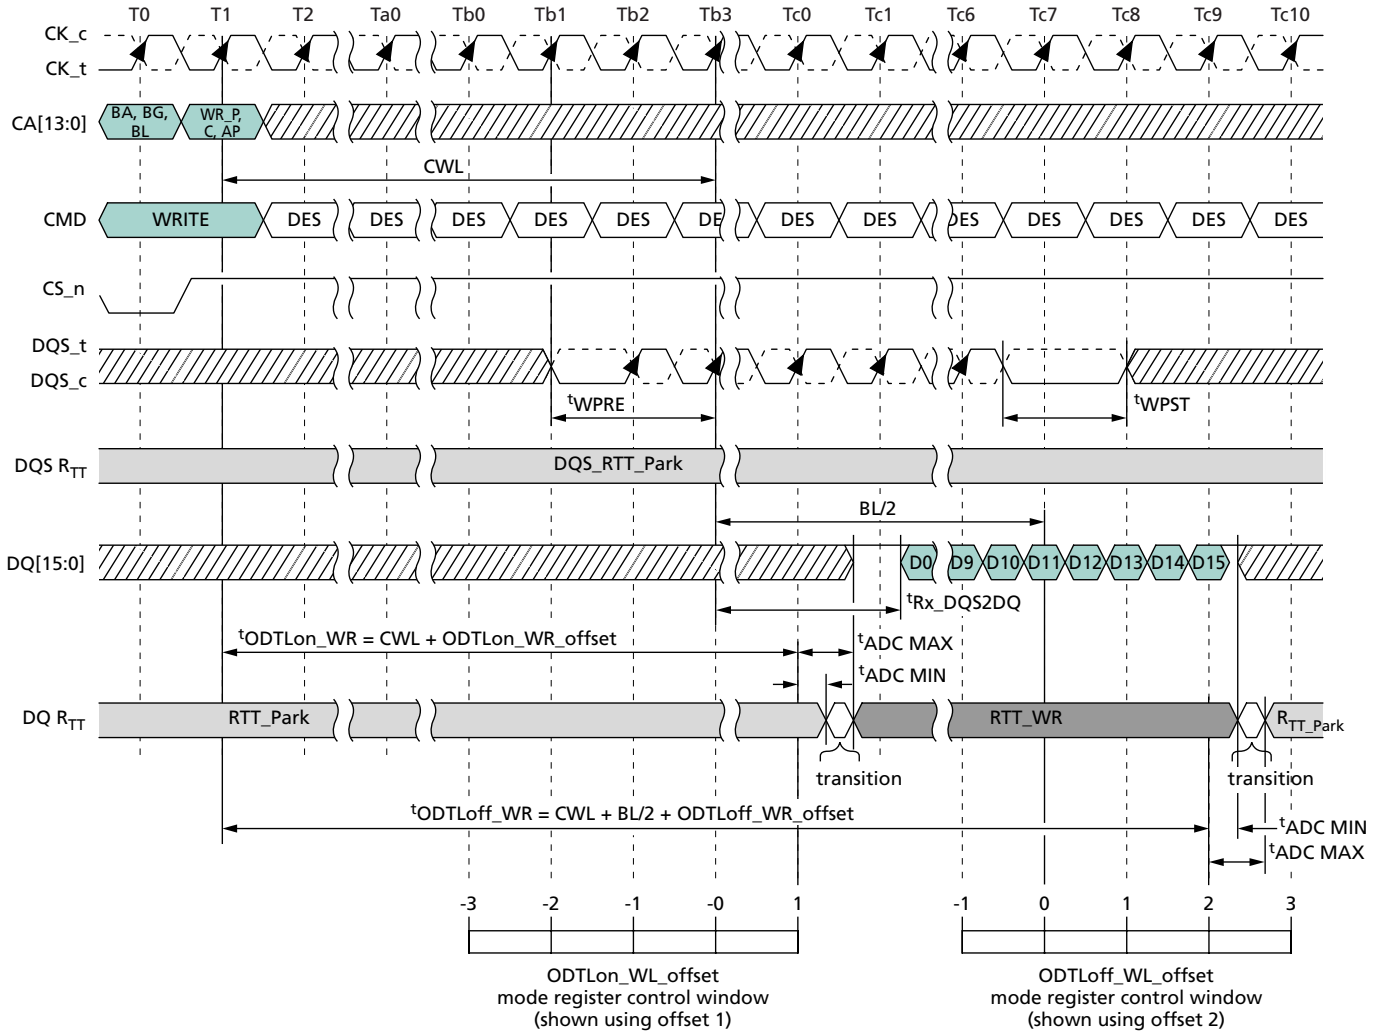 T0 T1 T2 Ta0 Tb0 Tb1 Tb2 Tb3 Tc0 Tc1 Tc6 Tc7 Tc8 Tc9 Tc10
CK_c
CK_t
CA[13:0] BA, BG, BL WR_P, C, AP
CWL
CMD WRITE DES DES DES DES DES DE DES DES DES DES DES DES DES
CS_n
DQS_t
DQS_c
tWPRE tWPST
DQS RTT DQS_RTT_Park
BL/2
DQ[15:0] D0 D9 D10 D11 D12 D13 D14 D15
tRx_DQS2DQ
tODTLon_WR = CWL + ODTLon_WR_offset tADC MAX
tADC MIN
DQ RTT RTT_Park RTT_WR RTT_Park
transition transition
tODTLoff_WR = CWL + BL/2 + ODTLoff_WR_offset
tADC MIN
tADC MAX
-3 -2 -1 -0 1 -1 0 1 2 3
ODTLon_WL_offset
mode register control window
(shown using offset 1)
ODTLoff_WL_offset
mode register control window
(shown using offset 2)